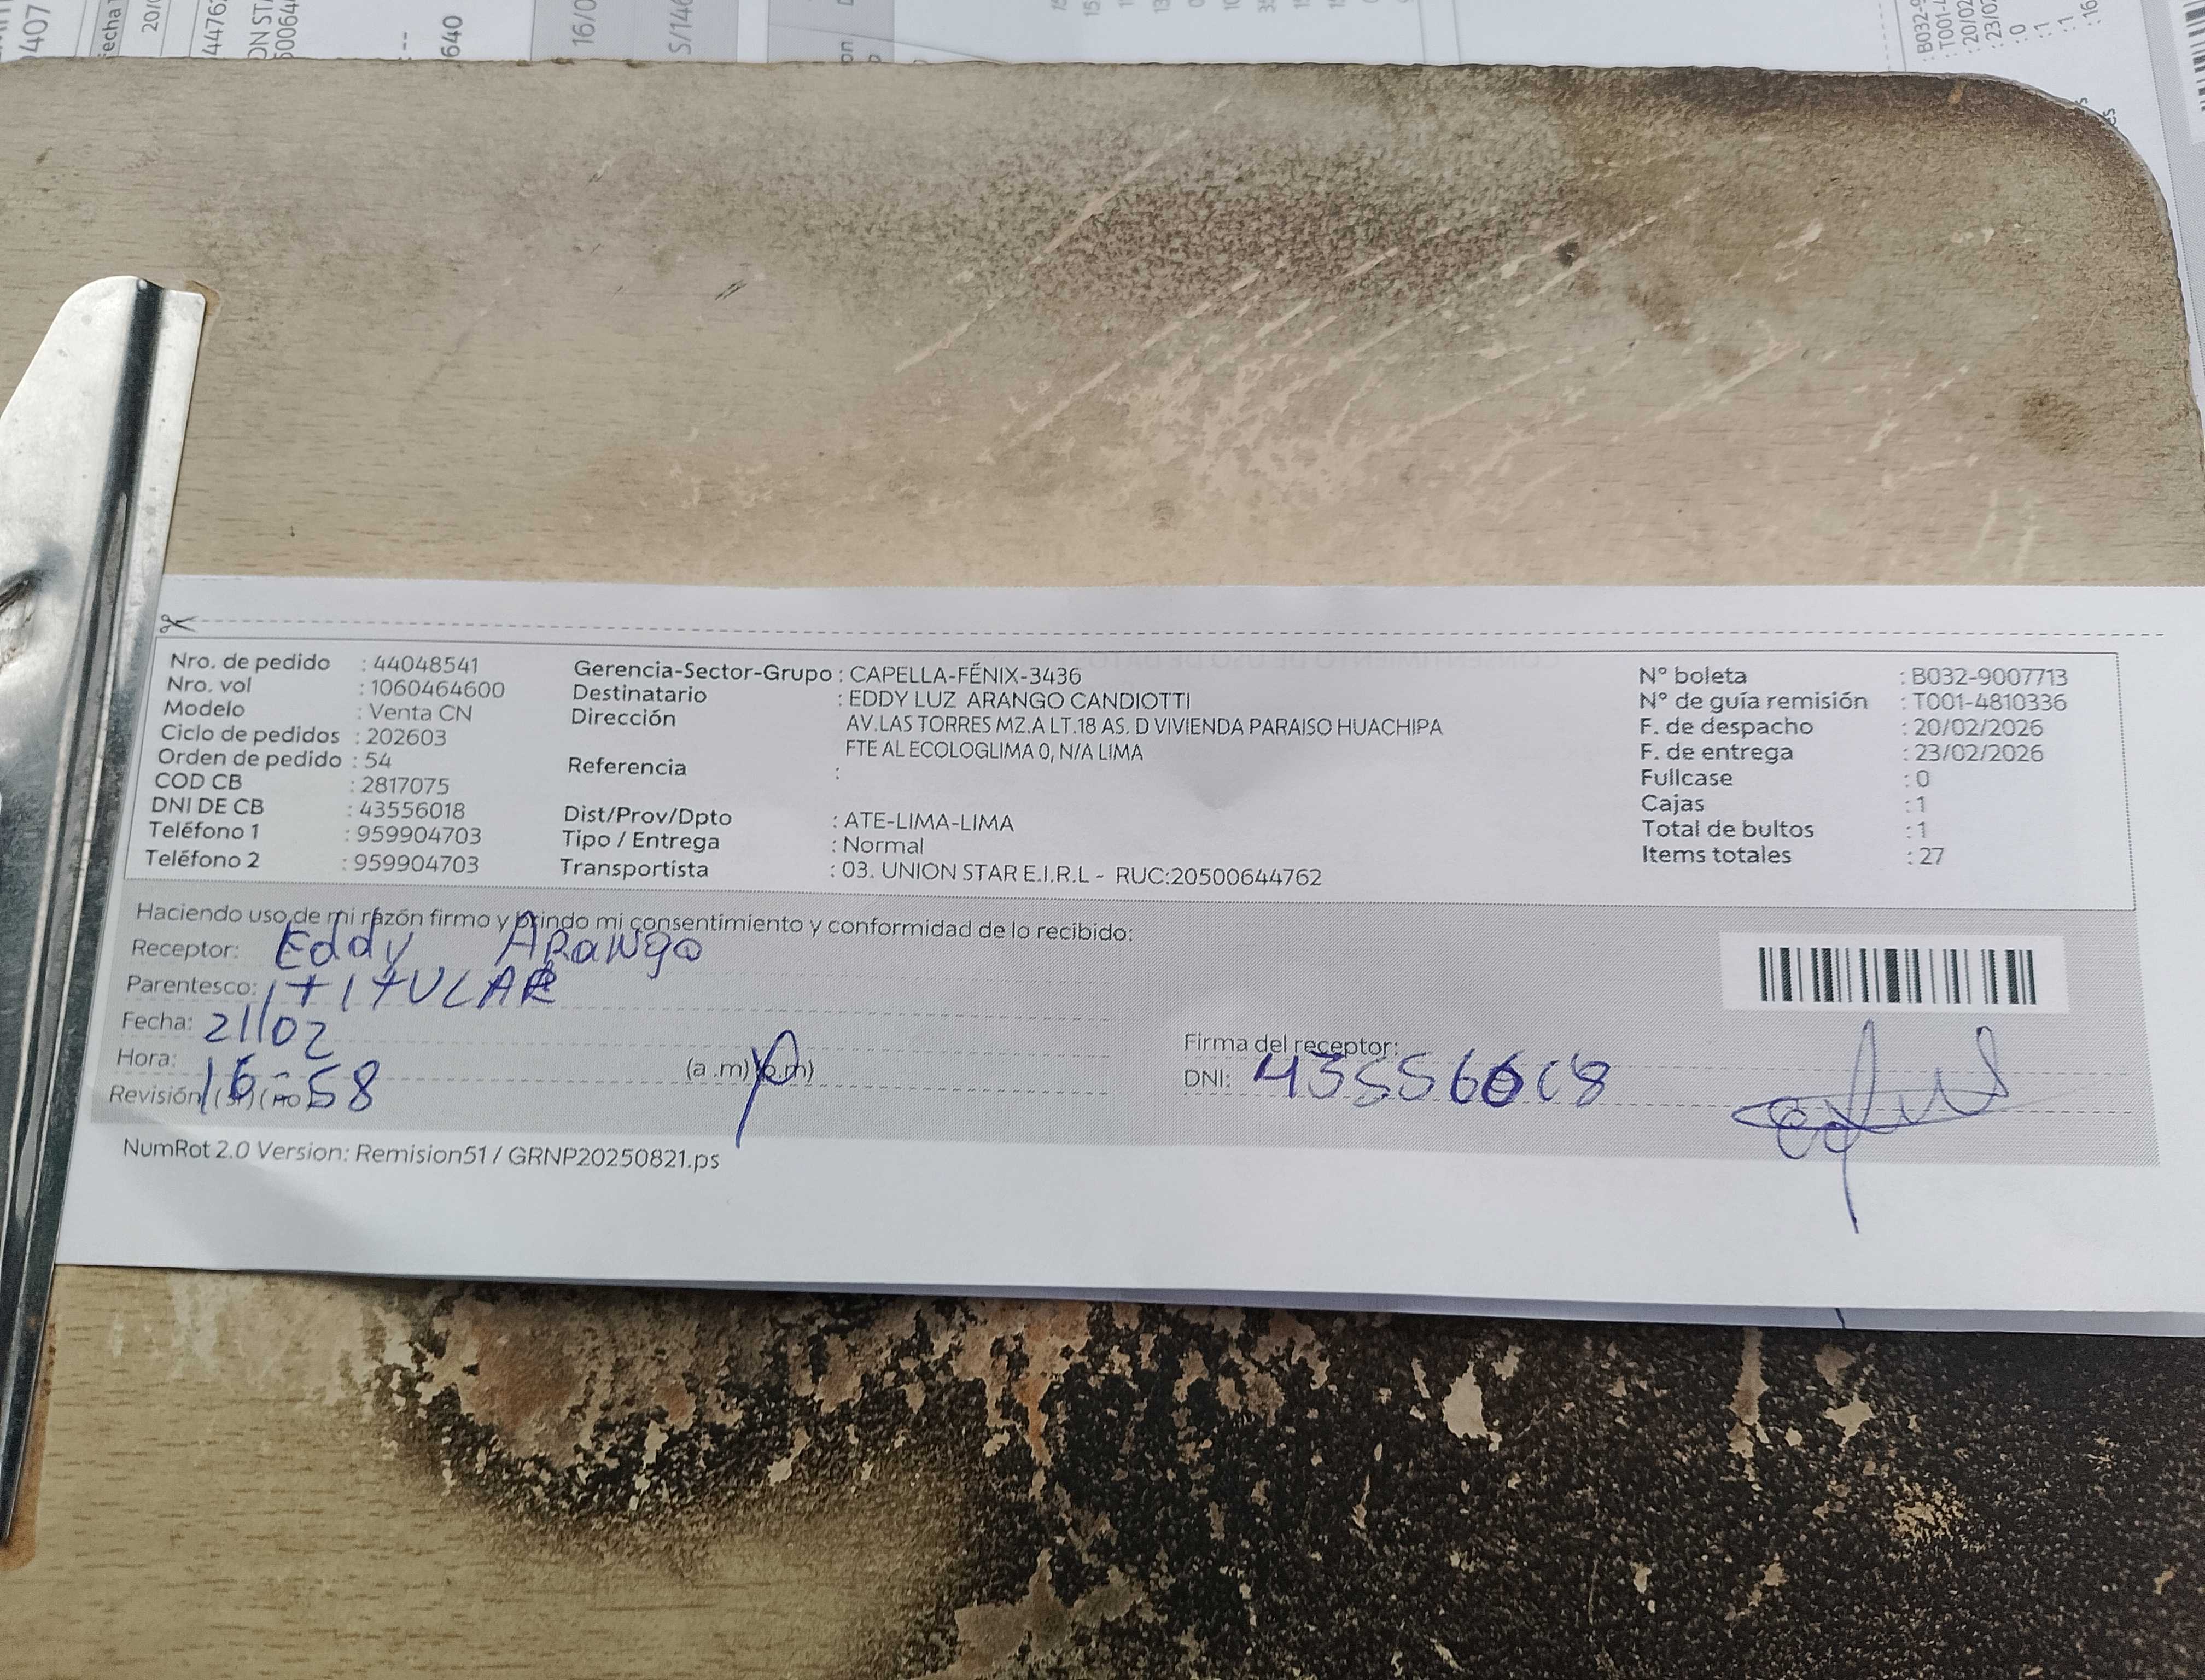 Nro. de pedido : 44048541
Nro. vol : 1060464600
Modelo : Venta CN
Ciclo de pedidos : 202603
Orden de pedido : 54
COD CB : 2817075
DNI DE CB : 43556018
Teléfono 1 : 959904703
Teléfono 2 : 959904703
Gerencia-Sector-Grupo : CAPELLA-FÉNIX-3436
Destinatario : EDDY LUZ ARANGO CANDIOTTI
Dirección AV.LAS TORRES MZ.A LT.18 AS. D VIVIENDA PARAISO HUACHIPA
FTE AL ECOLOGLIMA 0, N/A LIMA
Referencia :
Dist/Prov/Dpto : ATE-LIMA-LIMA
Tipo / Entrega : Normal
Transportista : 03. UNION STAR E.I.R.L - RUC:20500644762
N° boleta : B032-9007713
N° de guía remisión : T001-4810336
F. de despacho : 20/02/2026
F. de entrega : 23/02/2026
Fullcase : 0
Cajas : 1
Total de bultos : 1
Items totales : 27
Haciendo uso de mi razón firmo y brindo mi consentimiento y conformidad de lo recibido:
Receptor: Eddy Arango
Parentesco:
Fecha: 21/02
Hora: 16-58 (a.m) (p.m)
Revisión
Firma del receptor:
DNI:
NumRot 2.0 Version: Remision51 / GRNP20250821.ps